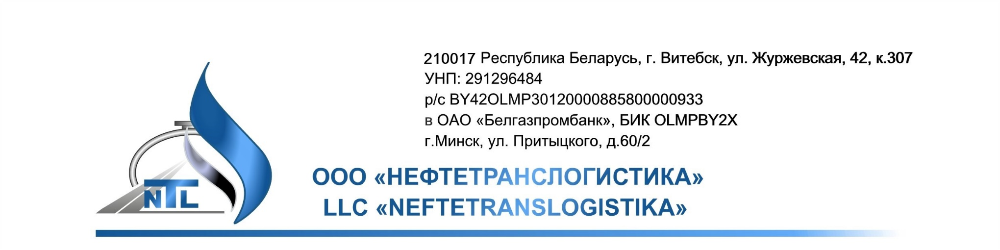 210017 Республика Беларусь, г. Витебск, ул. Журжевская, 42, к.307
УНП: 291296484
р/с BY42OLMP30120000885800000933
в ОАО «Белгазпромбанк», БИК OLMPBY2X
г.Минск, ул. Притыцкого, д.60/2
ООО «НЕФТЕТРАНСЛОГИСТИКА»
LLC «NEFTETRANSLOGISTIKA»
NTL